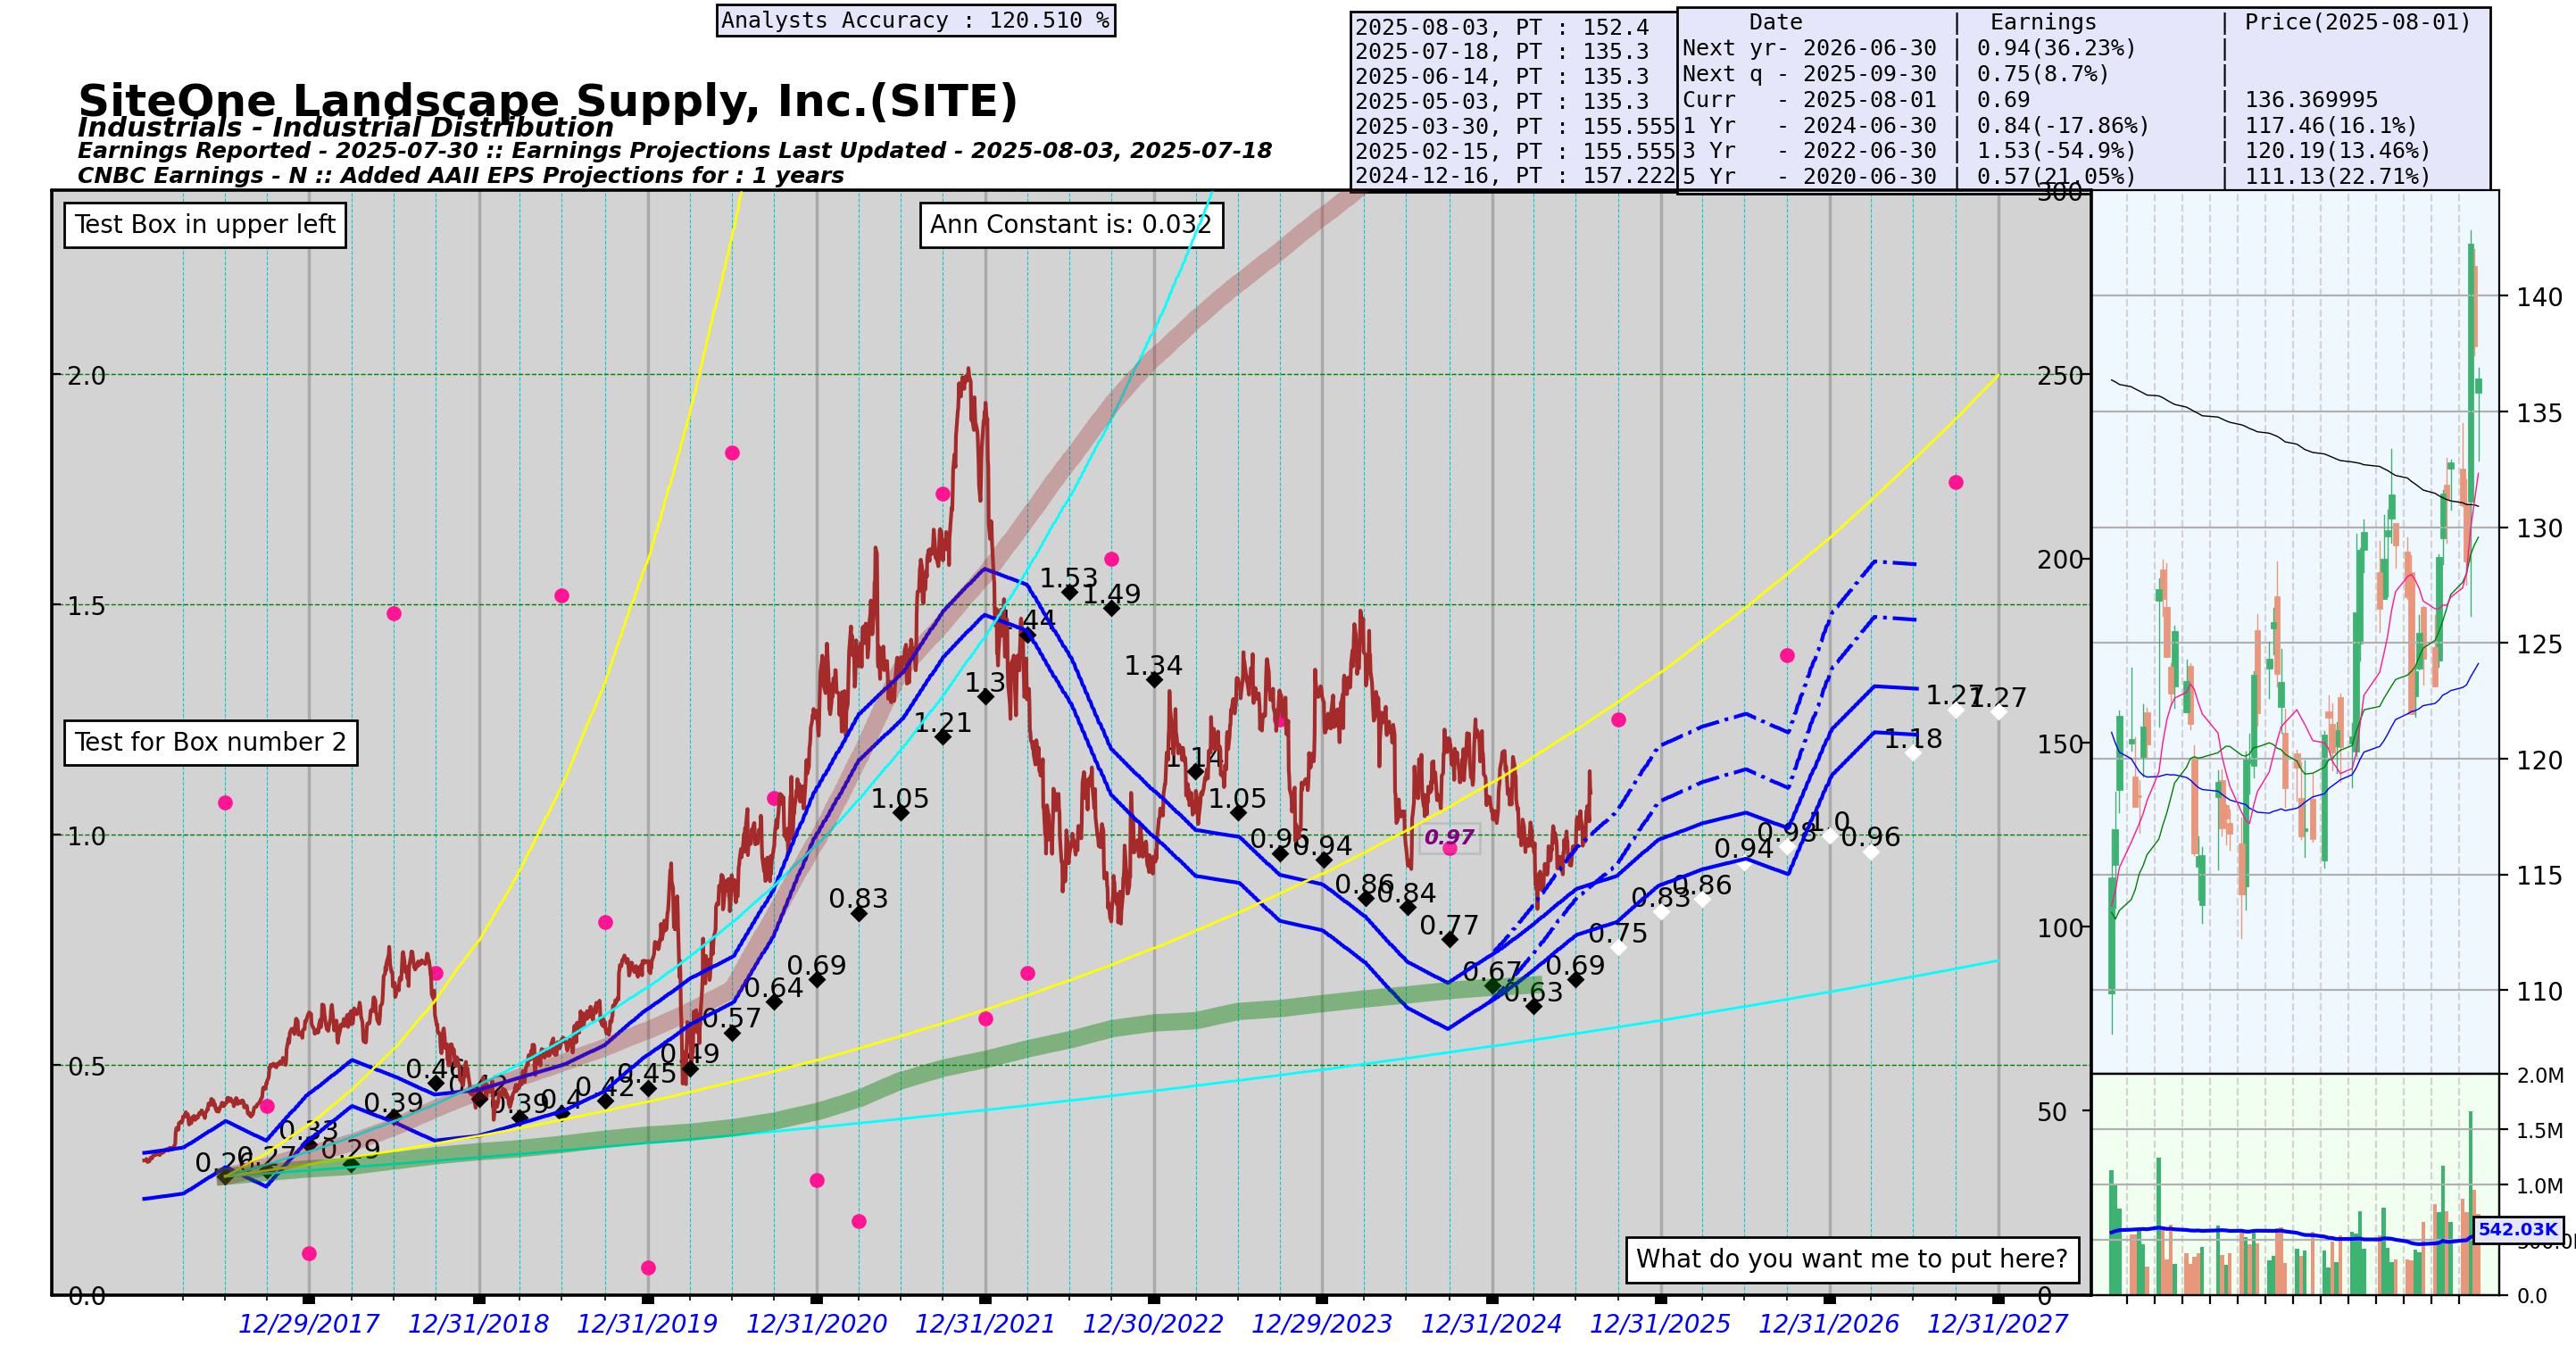 Analysts Accuracy : 120.510 %
SiteOne Landscape Supply, Inc.(SITE)
Industrials - Industrial Distribution
Earnings Reported - 2025-07-30 :: Earnings Projections Last Updated - 2025-08-03, 2025-07-18
CNBC Earnings - N :: Added AAII EPS Projections for : 1 years
2025-08-03, PT : 152.4
2025-07-18, PT : 135.3
2025-06-14, PT : 135.3
2025-05-03, PT : 135.3
2025-03-30, PT : 155.555
2025-02-15, PT : 155.555
2024-12-16, PT : 157.222
Date | Earnings | Price(2025-08-01)
Next yr- 2026-06-30 | 0.94(36.23%) |
Next q - 2025-09-30 | 0.75(8.7%) |
Curr - 2025-08-01 | 0.69 | 136.369995
1 Yr - 2024-06-30 | 0.84(-17.86%) | 117.46(16.1%)
3 Yr - 2022-06-30 | 1.53(-54.9%) | 120.19(13.46%)
5 Yr - 2020-06-30 | 0.57(21.05%) | 111.13(22.71%)
Test Box in upper left
Ann Constant is: 0.032
Test for Box number 2
What do you want me to put here?
2.0
1.5
1.0
0.5
0.0
300
250
200
150
100
50
0
0.26
0.27
0.33
0.29
0.39
0.46
0.42
0.39
0.4
0.42
0.45
0.49
0.57
0.64
0.69
0.83
1.05
1.21
1.3
1.44
1.53
1.49
1.34
1.14
1.05
0.96
0.94
0.86
0.84
0.77
0.97
0.67
0.63
0.69
0.75
0.83
0.86
0.94
0.98
1.0
0.96
1.18
1.27
1.27
12/29/2017
12/31/2018
12/31/2019
12/31/2020
12/31/2021
12/30/2022
12/29/2023
12/31/2024
12/31/2025
12/31/2026
12/31/2027
140
135
130
125
120
115
110
2.0M
1.5M
1.0M
542.03K
0.0